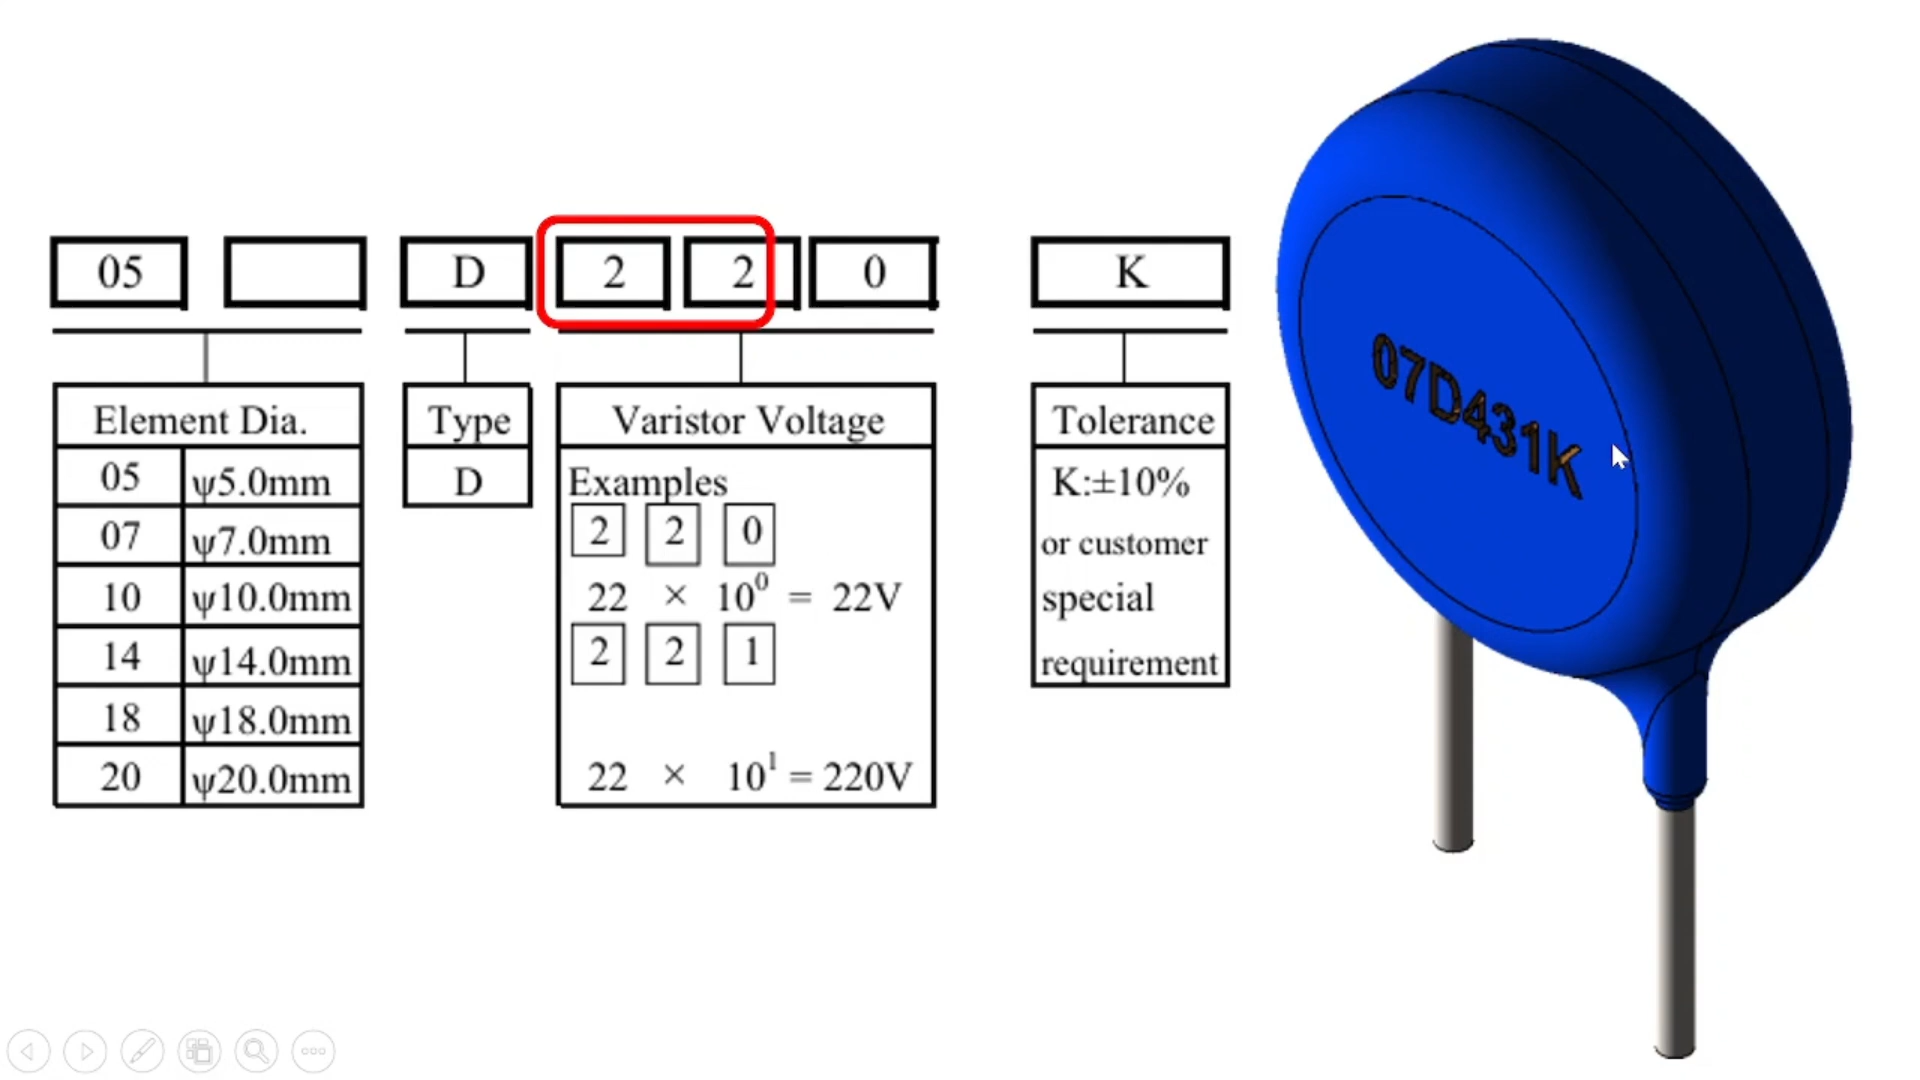 05 D 2 2 0 K
Element Dia.
05 ψ5.0mm
07 ψ7.0mm
10 ψ10.0mm
14 ψ14.0mm
18 ψ18.0mm
20 ψ20.0mm
Type
D
Varistor Voltage
Examples
2 2 0
22 × 10⁰ = 22V
2 2 1
22 × 10¹ = 220V
Tolerance
K:±10%
or customer
special
requirement
07D431K